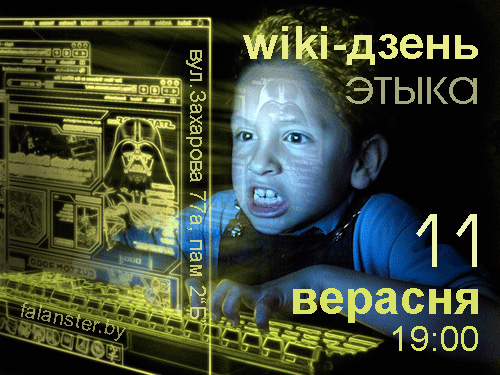 wiki-дзень
этыка
вул. Захарова 77а, пам. 2“Б”
11
верасня
19:00
falanster.by